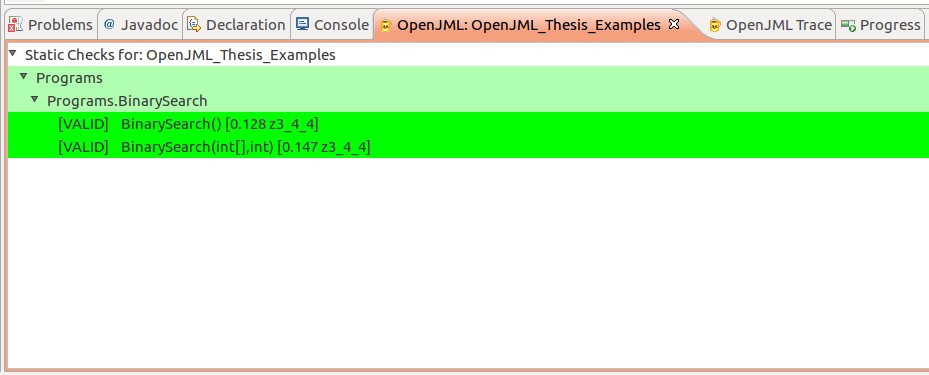 Problems @ Javadoc Declaration Console OpenJML: OpenJML_Thesis_Examples OpenJML Trace Progress
Static Checks for: OpenJML_Thesis_Examples
Programs
Programs.BinarySearch
[VALID] BinarySearch() [0.128 z3_4_4]
[VALID] BinarySearch(int[],int) [0.147 z3_4_4]